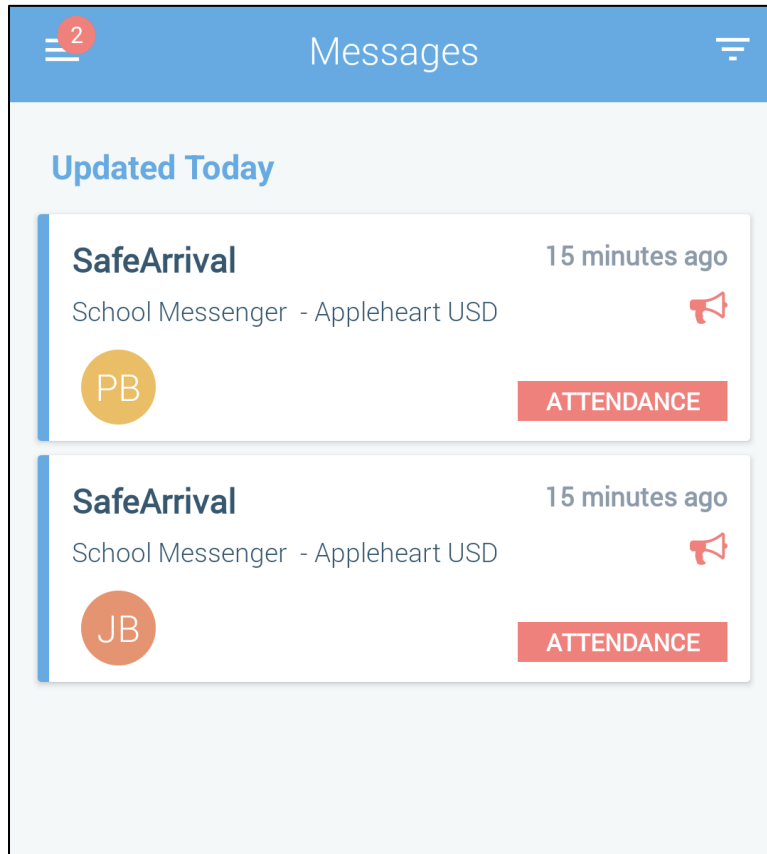 2
Messages
Updated Today
SafeArrival
15 minutes ago
School Messenger  - Appleheart USD
PB
ATTENDANCE
SafeArrival
15 minutes ago
School Messenger  - Appleheart USD
JB
ATTENDANCE